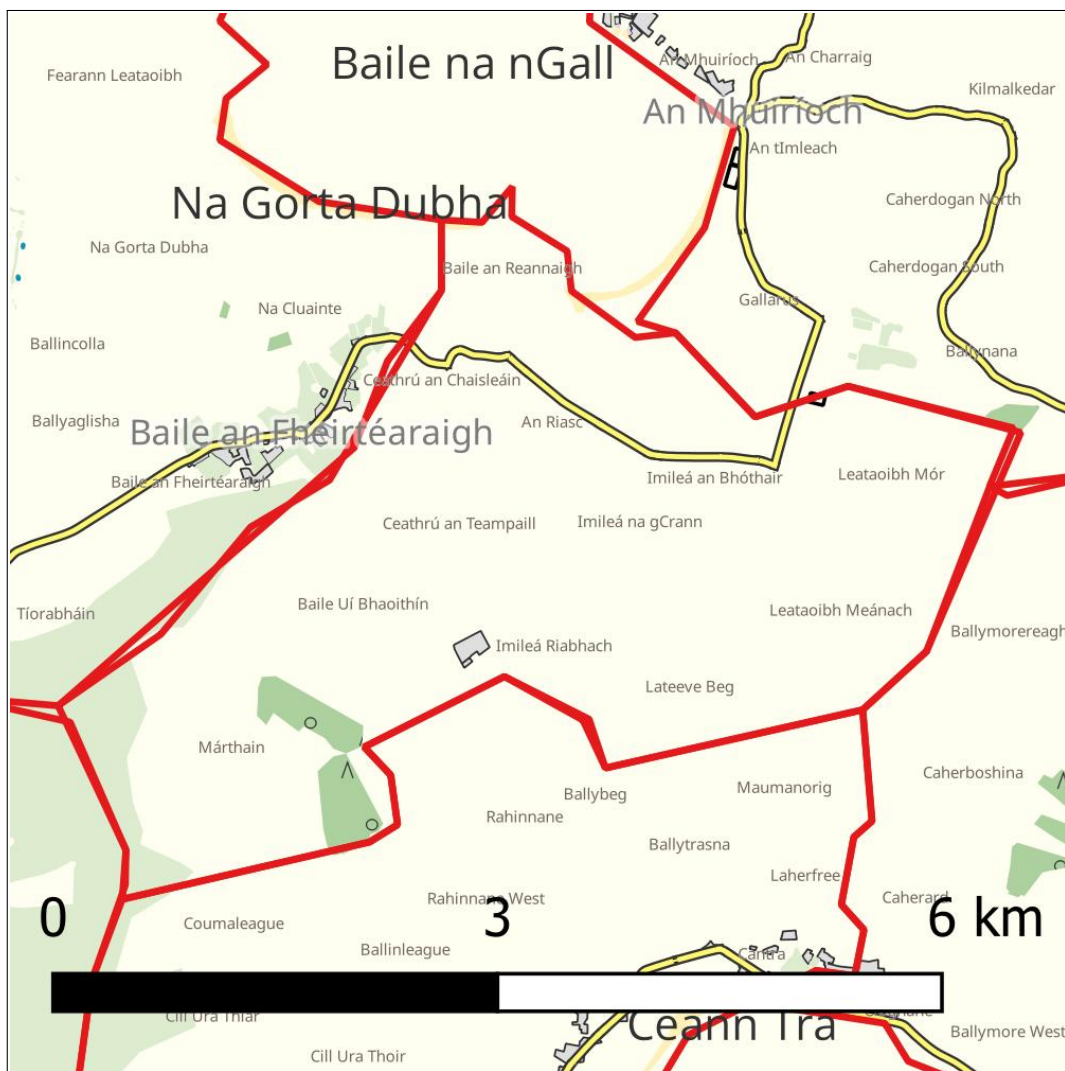 Baile na nGall
An Mhuiríoch
An Charraig
Fearann Leataoibh
Kilmalkedar
An Mhuiríoch
An tImleach
Na Gorta Dubha
Caherdogan North
Na Gorta Dubha
Baile an Reannaigh
Caherdogan South
Na Cluainte
Gallarus
Ballincolla
Ballynana
Ceathrú an Chaisleáin
Ballyaglisha
An Riasc
Baile an Fheirtéaraigh
Baile an Fheirtéaraigh
Imileá an Bhóthair
Leataoibh Mór
Ceathrú an Teampaill
Imileá na gCrann
Tíorabháin
Baile Uí Bhaoithín
Leataoibh Meánach
Ballymorereagh
Imileá Riabhach
Lateeve Beg
Márthain
Caherboshina
Ballybeg
Maumanorig
Rahinnane
Ballytrasna
Laherfree
Rahinnane West
Caherard
0 3 6 km
Coumaleague
Ballinleague
Cantra
Cill Ura Thiar
Ceann Trá
Ballymore West
Cill Ura Thoir